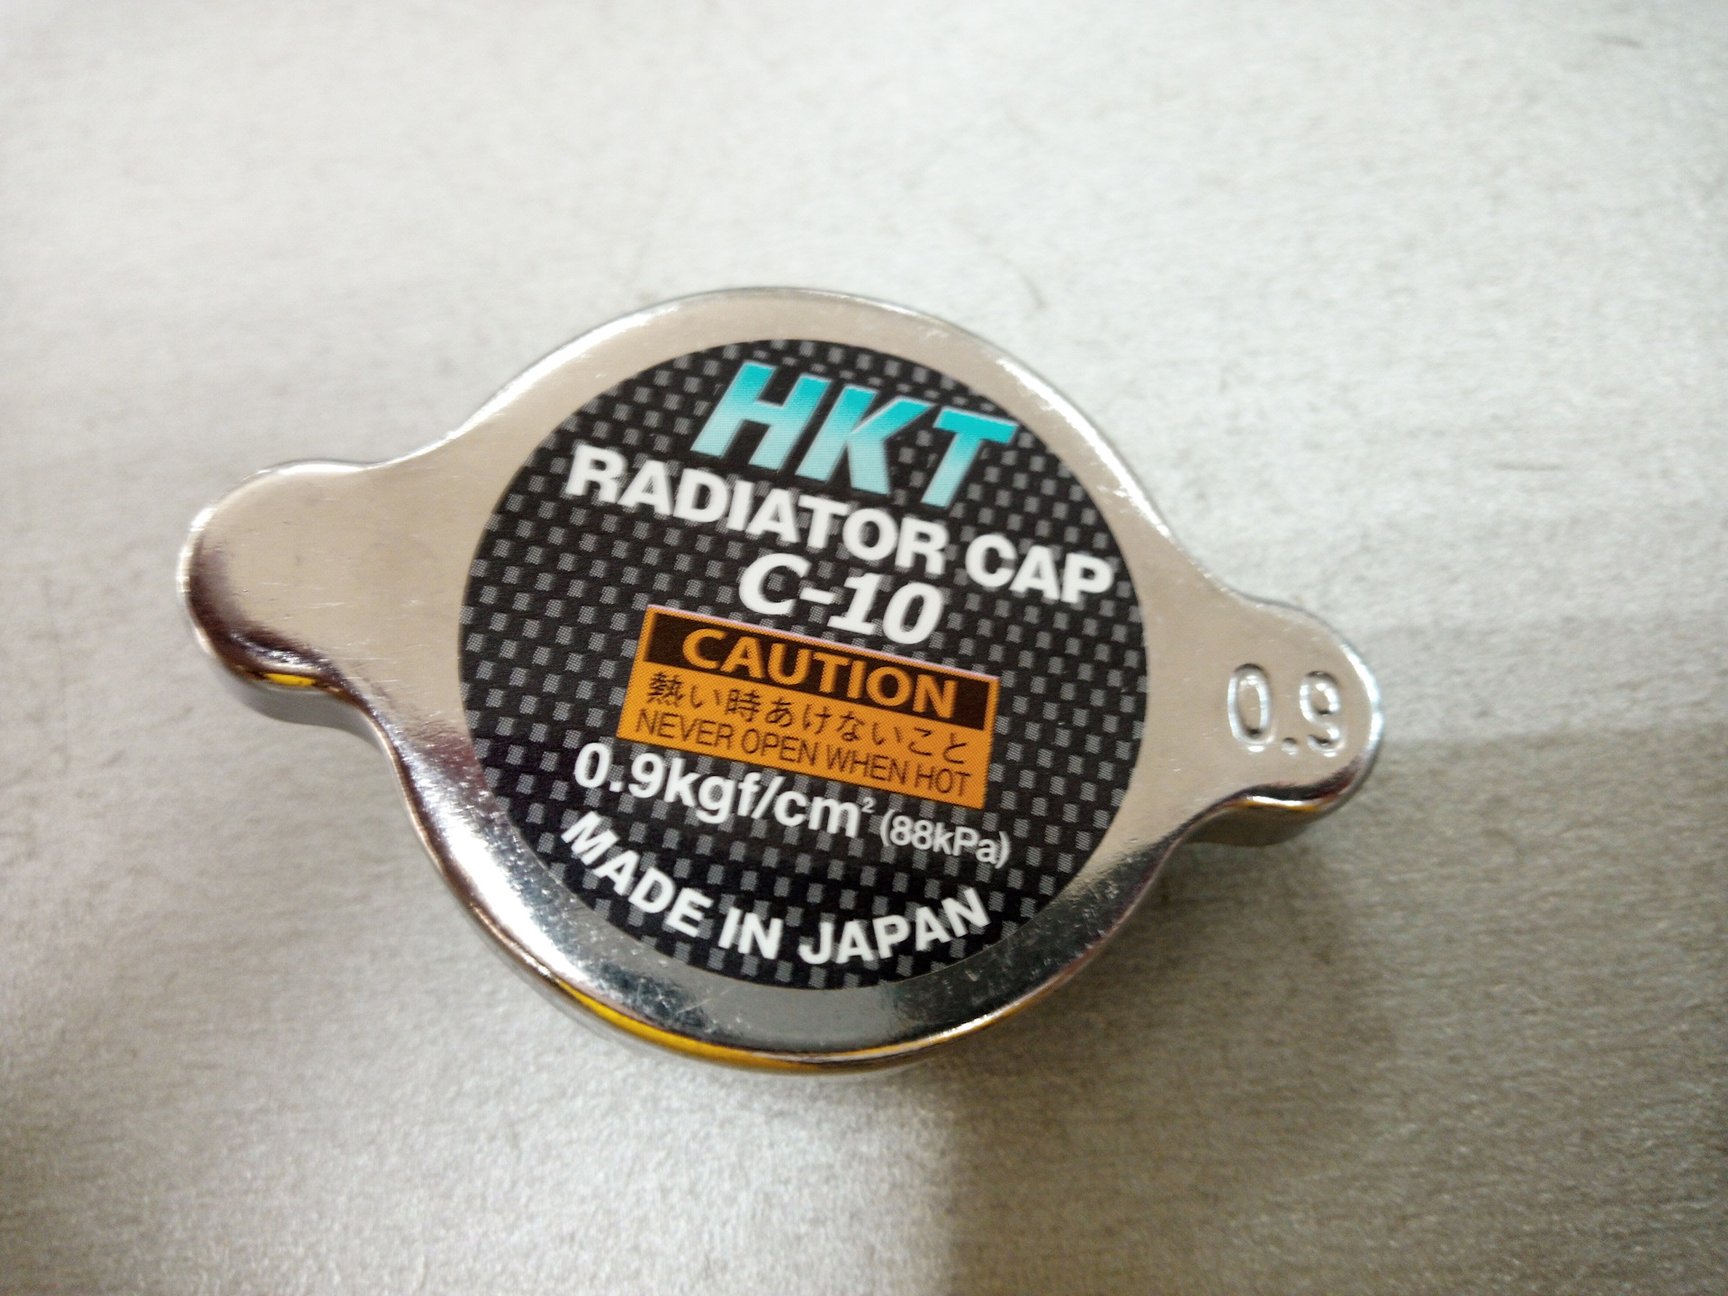 HKT
RADIATOR CAP
C-10
CAUTION
熱い時あけないこと
NEVER OPEN WHEN HOT
0.9kgf/cm² (88kPa)
MADE IN JAPAN
0.9